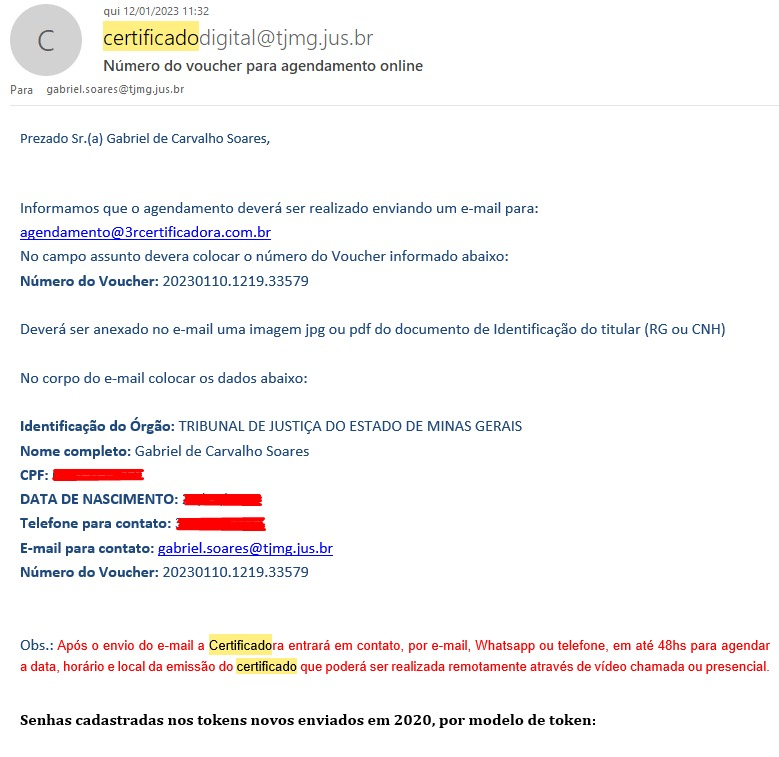 qui 12/01/2023 11:32
C
certificadodigital@tjmg.jus.br
Número do voucher para agendamento online
Para gabriel.soares@tjmg.jus.br
Prezado Sr.(a) Gabriel de Carvalho Soares,
Informamos que o agendamento deverá ser realizado enviando um e-mail para:
agendamento@3rcertificadora.com.br
No campo assunto devera colocar o número do Voucher informado abaixo:
Número do Voucher: 20230110.1219.33579
Deverá ser anexado no e-mail uma imagem jpg ou pdf do documento de Identificação do titular (RG ou CNH)
No corpo do e-mail colocar os dados abaixo:
Identificação do Órgão: TRIBUNAL DE JUSTIÇA DO ESTADO DE MINAS GERAIS
Nome completo: Gabriel de Carvalho Soares
CPF:
DATA DE NASCIMENTO:
Telefone para contato:
E-mail para contato: gabriel.soares@tjmg.jus.br
Número do Voucher: 20230110.1219.33579
Obs.: Após o envio do e-mail a Certificadora entrará em contato, por e-mail, Whatsapp ou telefone, em até 48hs para agendar
a data, horário e local da emissão do certificado que poderá ser realizada remotamente através de vídeo chamada ou presencial.
Senhas cadastradas nos tokens novos enviados em 2020, por modelo de token: